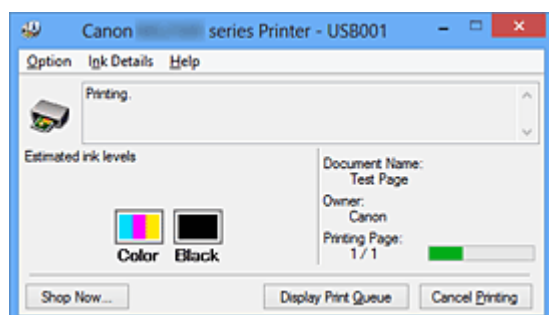 Canon series Printer - USB001
Option Ink Details Help
Printing.
Estimated ink levels
Document Name:
Test Page
Owner:
Canon
Printing Page:
1 / 1
Color Black
Shop Now... Display Print Queue Cancel Printing